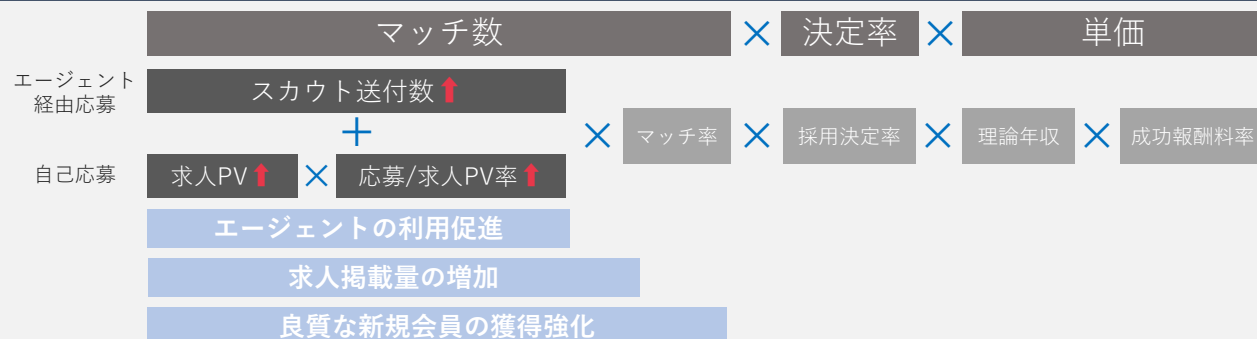 マッチ数 × 決定率 × 単価
エージェント
経由応募
スカウト送付数
+
× マッチ率 × 採用決定率 × 理論年収 × 成功報酬料率
自己応募
求人PV × 応募/求人PV率
エージェントの利用促進
求人掲載量の増加
良質な新規会員の獲得強化